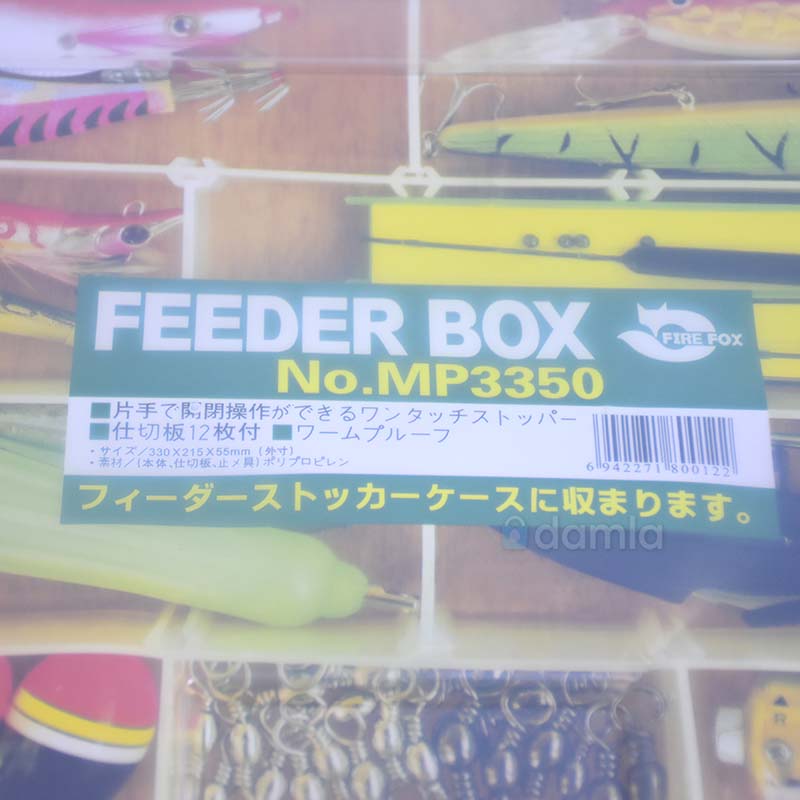 FEEDER BOX
FIRE FOX
No.MP3350
■片手で開閉操作ができるワンタッチストッパー
■仕切板12枚付 ■ワームプルーフ
・サイズ/330X215X55mm (外寸)
・素材/(本体、仕切板、止メ具)ポリプロピレン
6 942271 800122
フィーダーストッカーケースに収まります。
damla
R